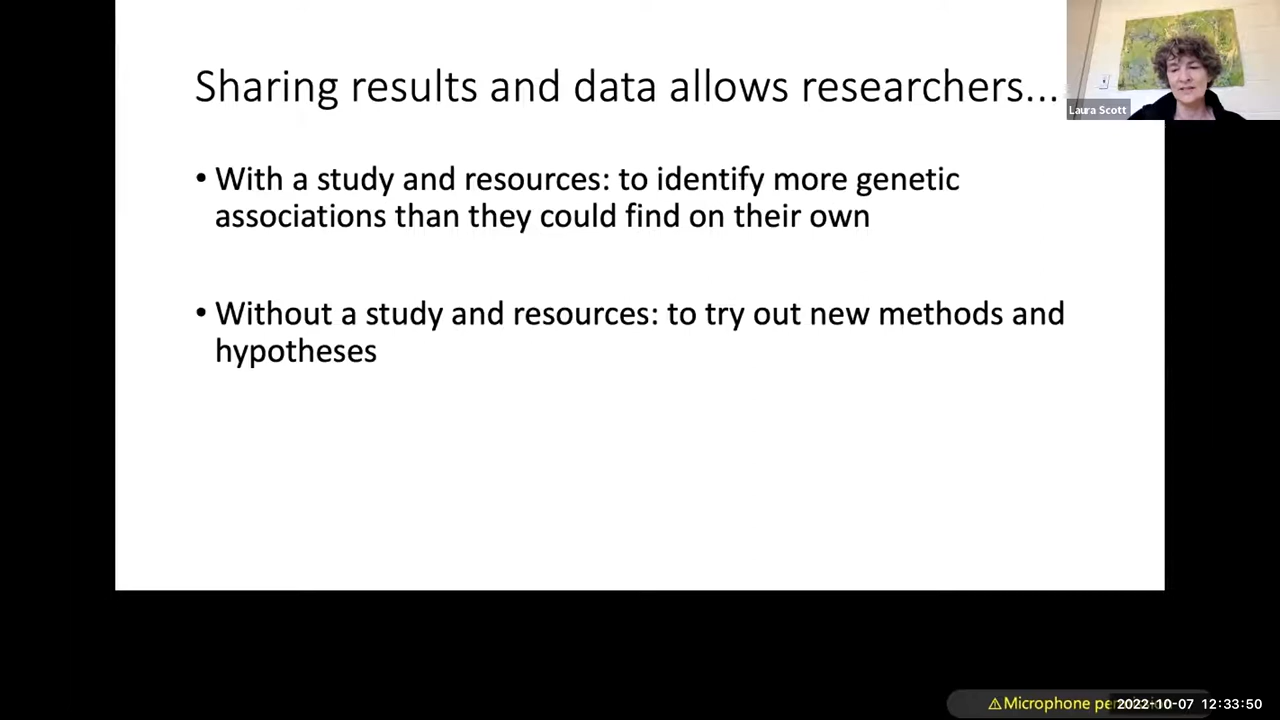 Sharing results and data allows researchers...
Laura Scott
• With a study and resources: to identify more genetic
associations than they could find on their own
• Without a study and resources: to try out new methods and
hypotheses
⚠Microphone 2022-10-07 12:33:50